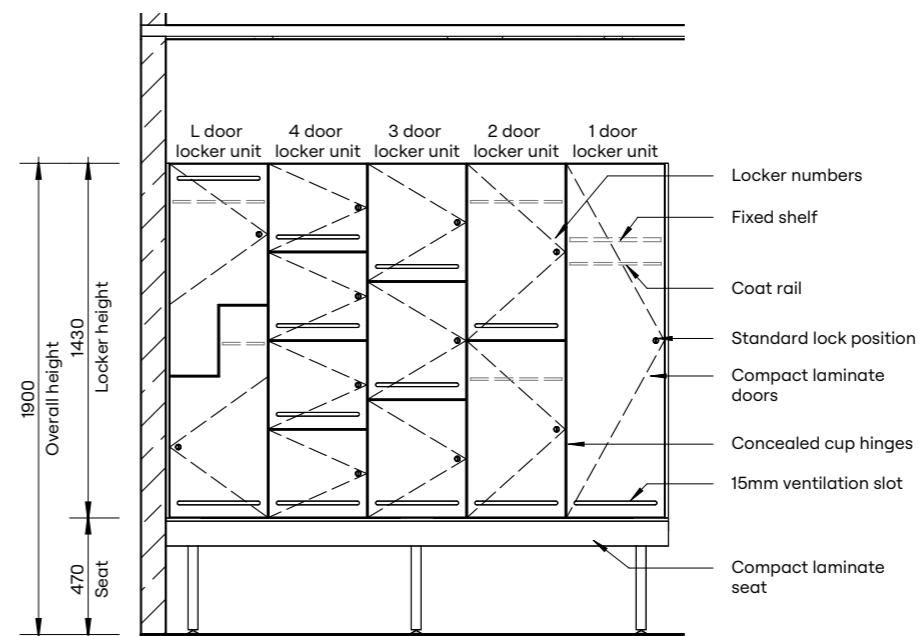 L door
locker unit
4 door
locker unit
3 door
locker unit
2 door
locker unit
1 door
locker unit
Locker numbers
Fixed shelf
Coat rail
Standard lock position
Compact laminate
doors
Concealed cup hinges
15mm ventilation slot
Compact laminate
seat
1900
Overall height
1430
Locker height
470
Seat